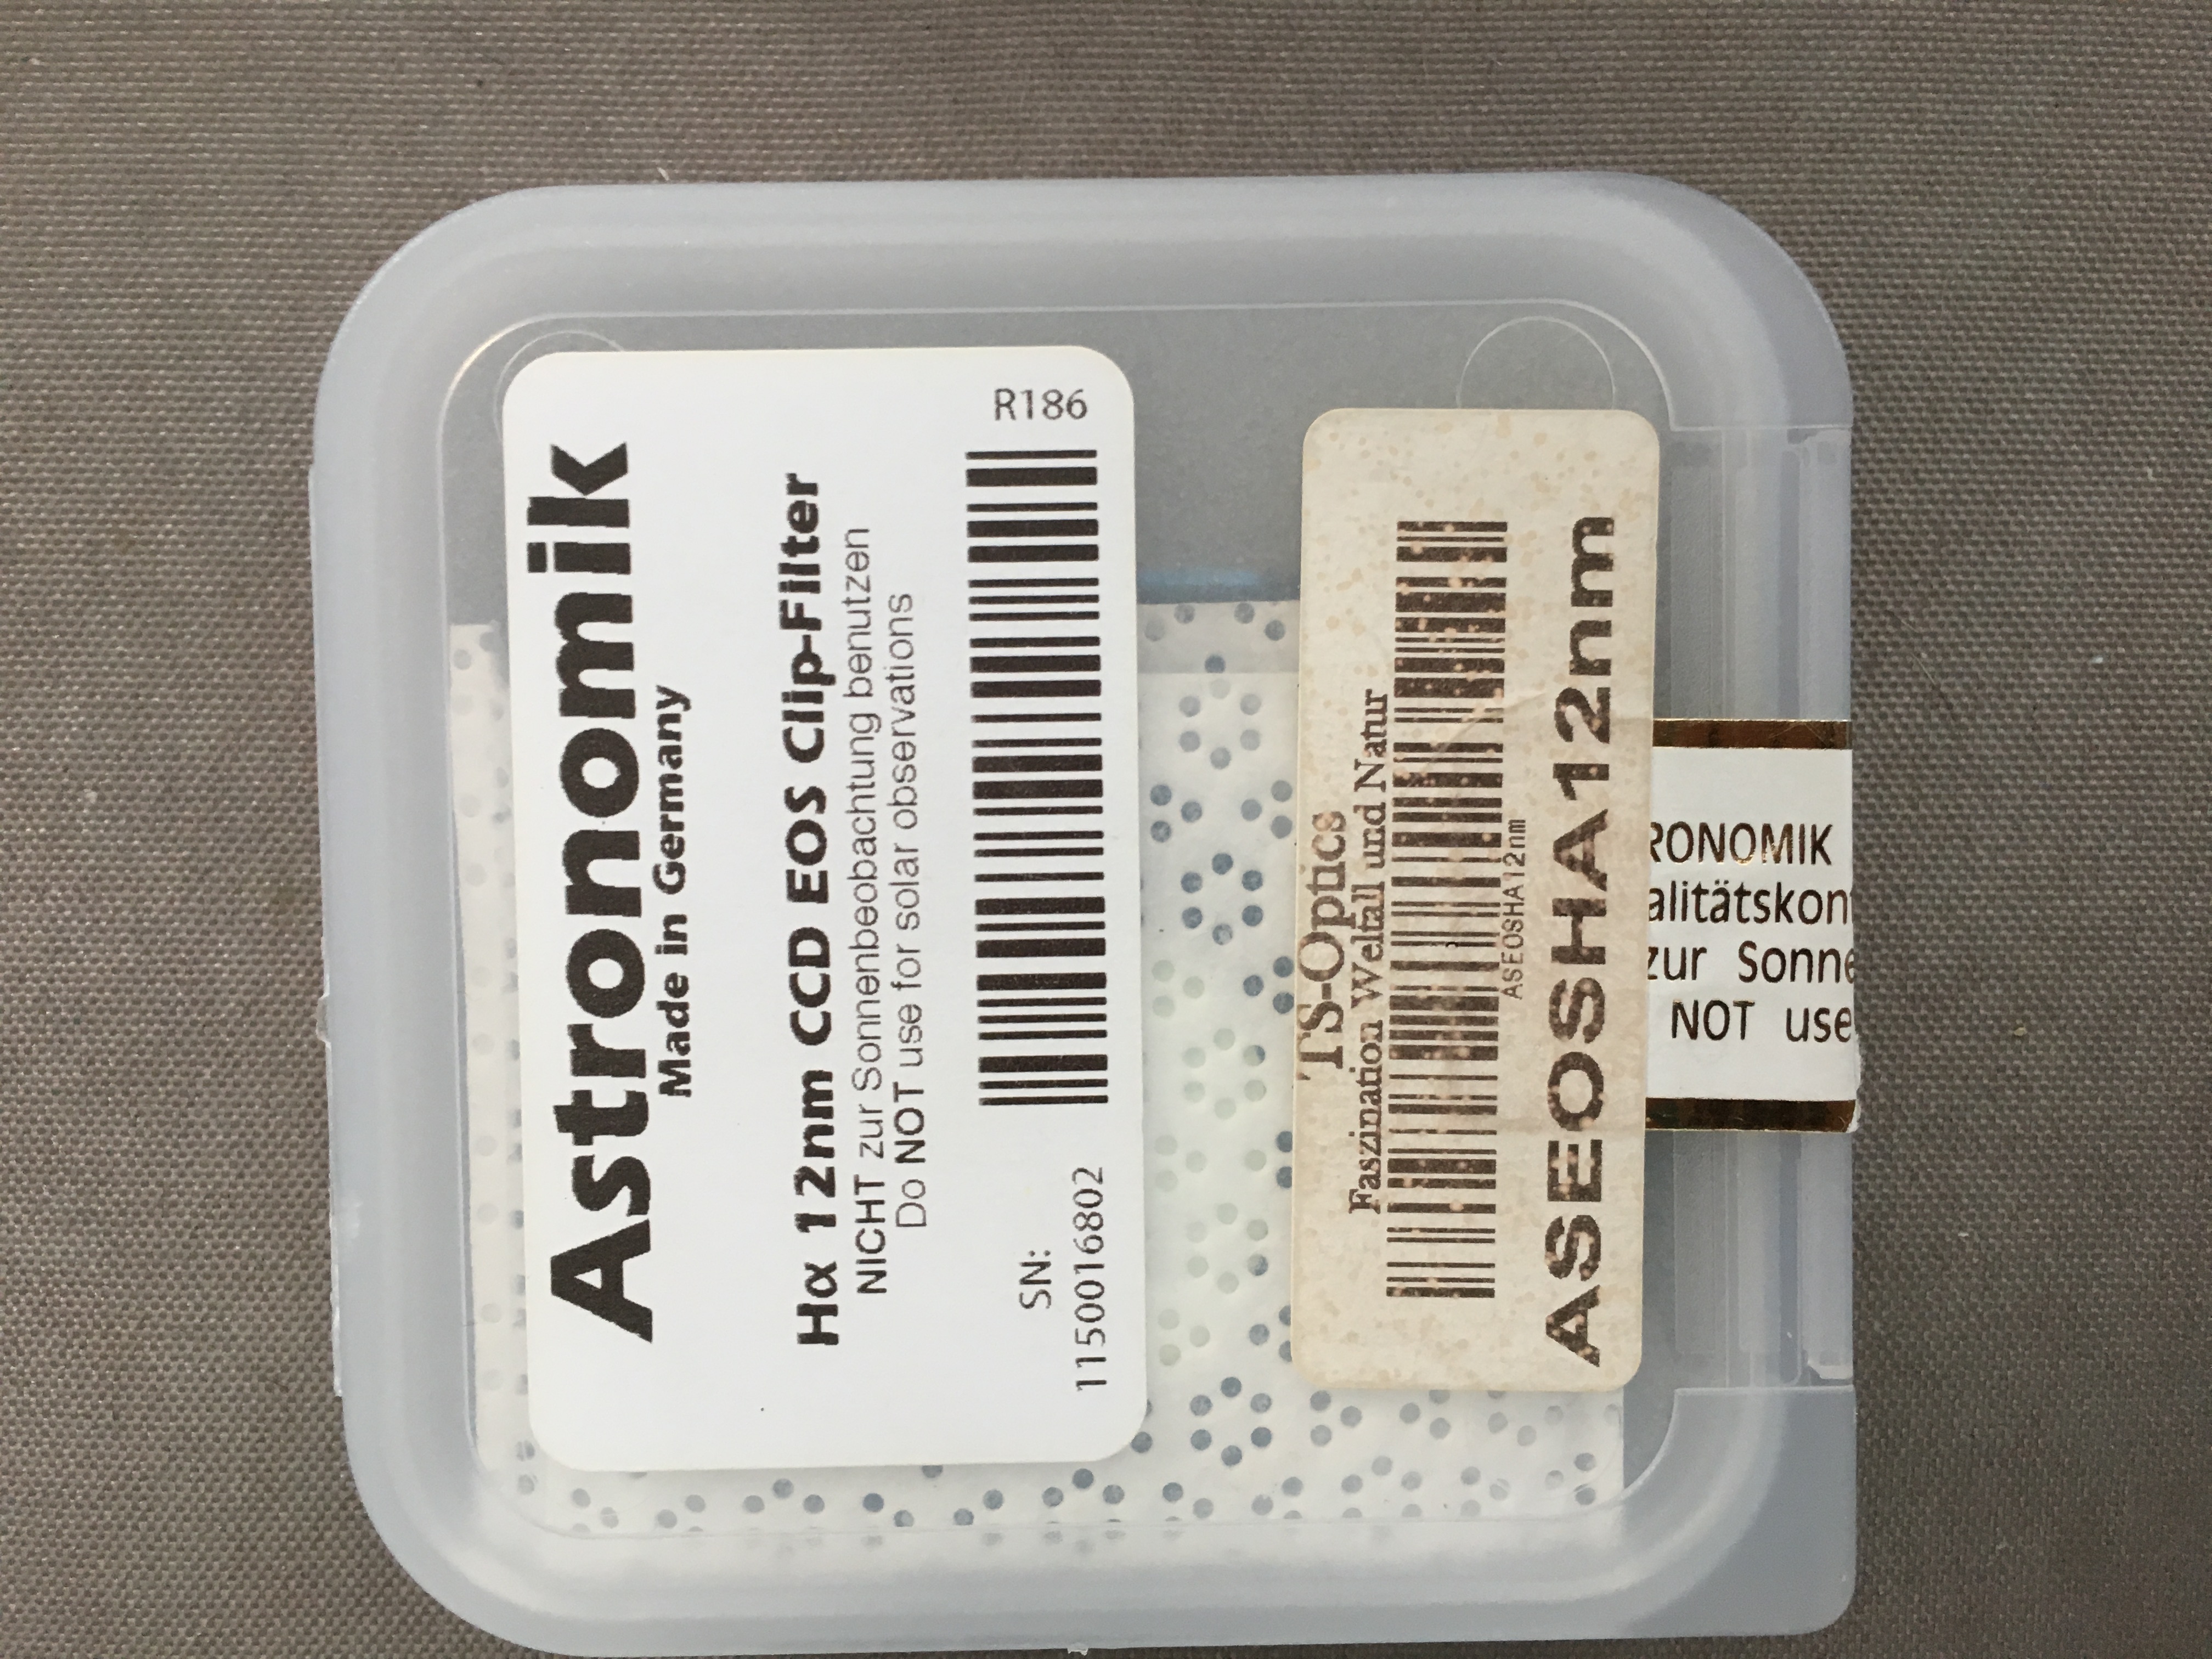 Astronomik
Made in Germany
Hα 12nm CCD EOS Clip-Filter
NICHT zur Sonnenbeobachtung benutzen
Do NOT use for solar observations
SN:
1150016802
R186
TS-Optics
Faszination Weltall und Natur
ASEOSHA12nm
ASEOSHA12nm
RONOMIK
alitätskont
zur Sonne
NOT use